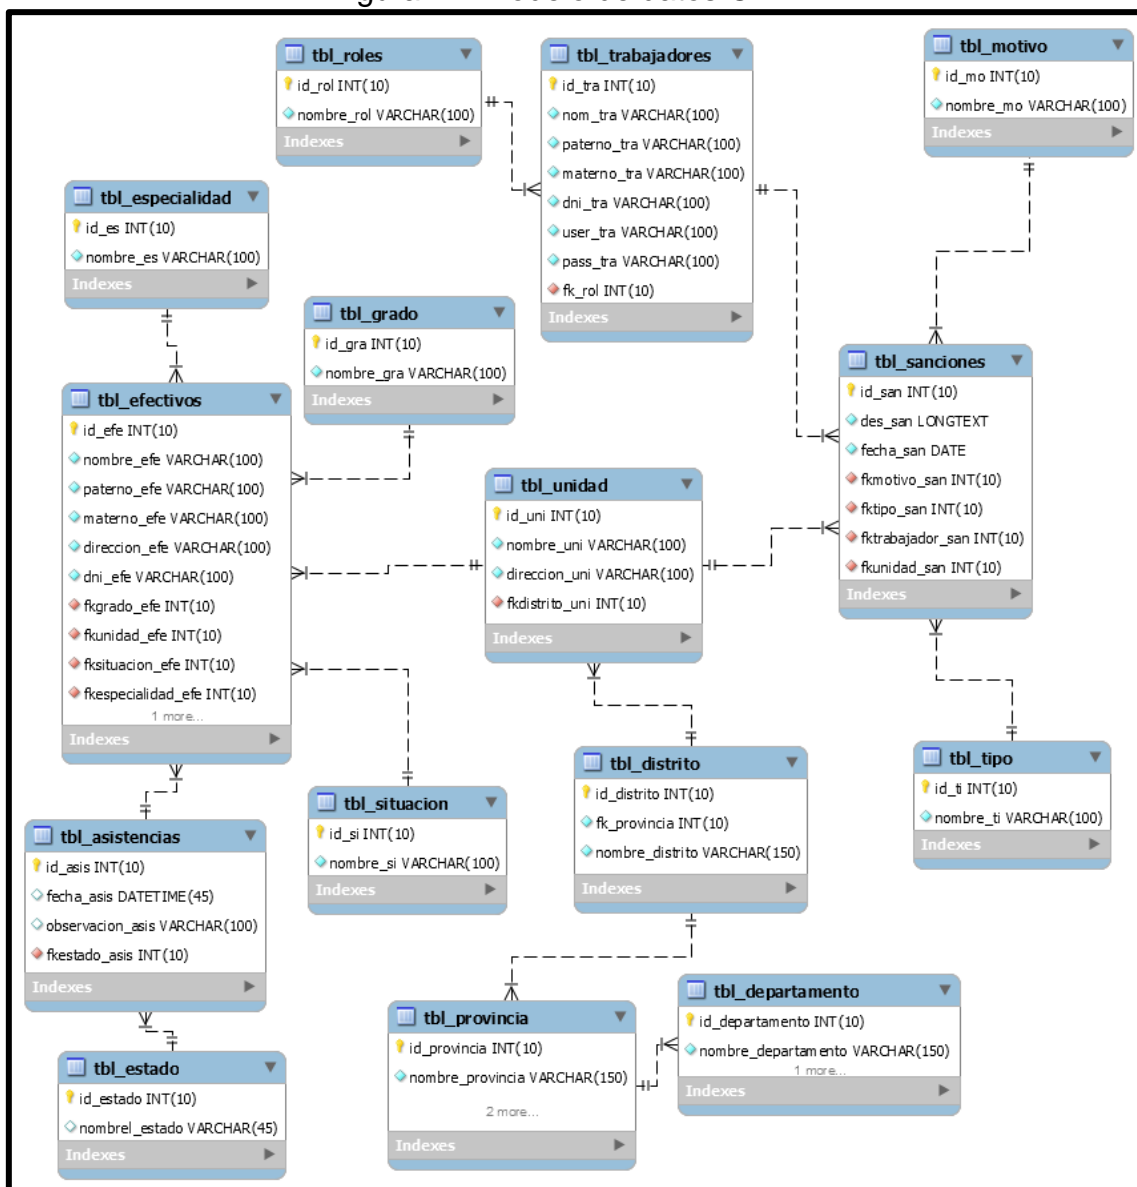 tbl_roles
id_rol INT(10)
nombre_rol VARCHAR(100)
Indexes
tbl_trabajadores
id_tra INT(10)
nom_tra VARCHAR(100)
paterno_tra VARCHAR(100)
materno_tra VARCHAR(100)
dni_tra VARCHAR(100)
user_tra VARCHAR(100)
pass_tra VARCHAR(100)
fk_rol INT(10)
Indexes
tbl_motivo
id_mo INT(10)
nombre_mo VARCHAR(100)
Indexes
tbl_especialidad
id_es INT(10)
nombre_es VARCHAR(100)
Indexes
tbl_grado
id_gra INT(10)
nombre_gra VARCHAR(100)
Indexes
tbl_sanciones
id_san INT(10)
des_san LONGTEXT
fecha_san DATE
fkmotivo_san INT(10)
fktipo_san INT(10)
fktrabajador_san INT(10)
fkunidad_san INT(10)
Indexes
tbl_efectivos
id_efe INT(10)
nombre_efe VARCHAR(100)
paterno_efe VARCHAR(100)
materno_efe VARCHAR(100)
direccion_efe VARCHAR(100)
dni_efe VARCHAR(100)
fkgrado_efe INT(10)
fkunidad_efe INT(10)
fksituacion_efe INT(10)
fkespecialidad_efe INT(10)
1 more...
Indexes
tbl_unidad
id_uni INT(10)
nombre_uni VARCHAR(100)
direccion_uni VARCHAR(100)
fkdistrito_uni INT(10)
Indexes
tbl_distrito
id_distrito INT(10)
fk_provincia INT(10)
nombre_distrito VARCHAR(150)
Indexes
tbl_tipo
id_ti INT(10)
nombre_ti VARCHAR(100)
Indexes
tbl_situacion
id_si INT(10)
nombre_si VARCHAR(100)
Indexes
tbl_asistencias
id_asis INT(10)
fecha_asis DATETIME(45)
observacion_asis VARCHAR(100)
fkestado_asis INT(10)
Indexes
tbl_departamento
id_departamento INT(10)
nombre_departamento VARCHAR(150)
1 more...
Indexes
tbl_provincia
id_provincia INT(10)
nombre_provincia VARCHAR(150)
2 more...
Indexes
tbl_estado
id_estado INT(10)
nombrel_estado VARCHAR(45)
Indexes